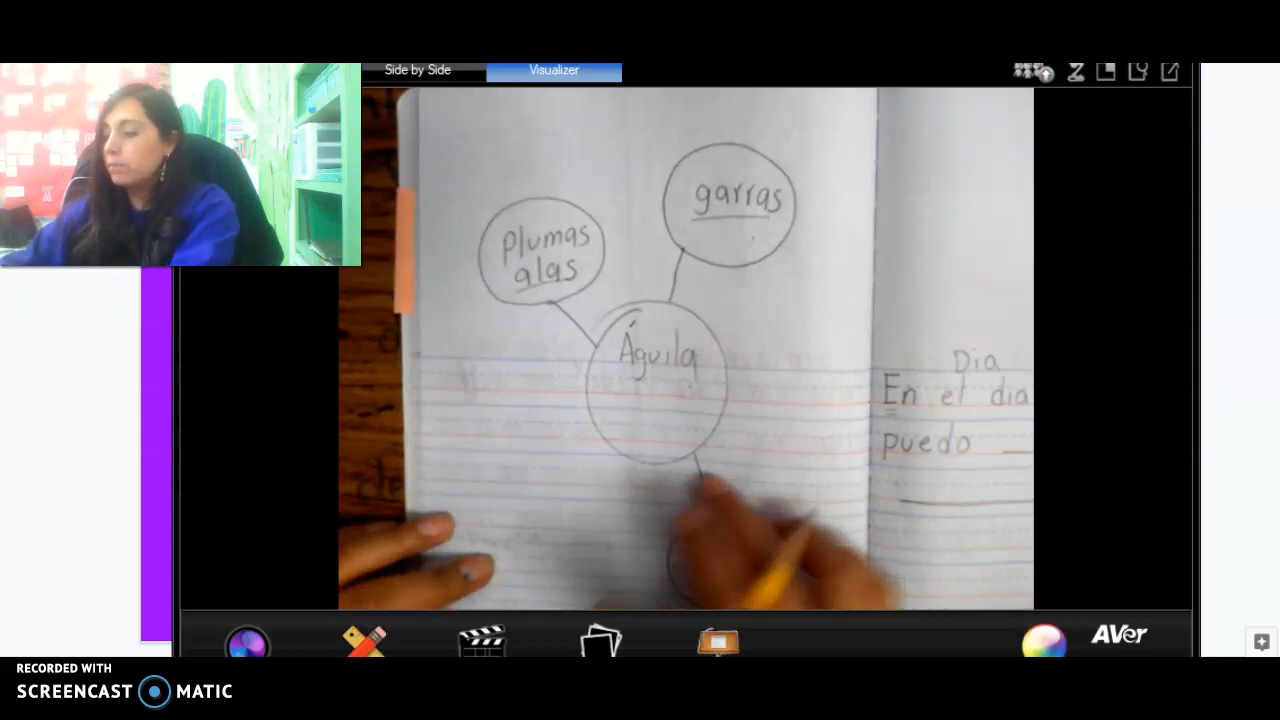 Side by Side
Visualizer
garras
plumas
alas
Águila
Dia
En el dia
puedo
AVer
RECORDED WITH
SCREENCAST MATIC